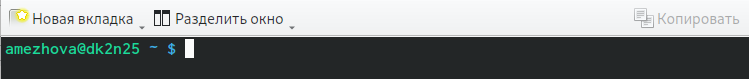 Новая вкладка Разделить окно Копировать
amezhova@dk2n25 ~ $